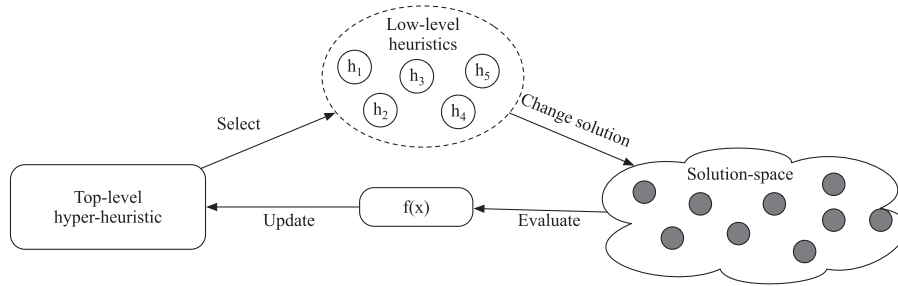 Low-level
heuristics
h1
h3
h5
h2
h4
Select
Change solution
Top-level
hyper-heuristic
Update
f(x)
Evaluate
Solution-space